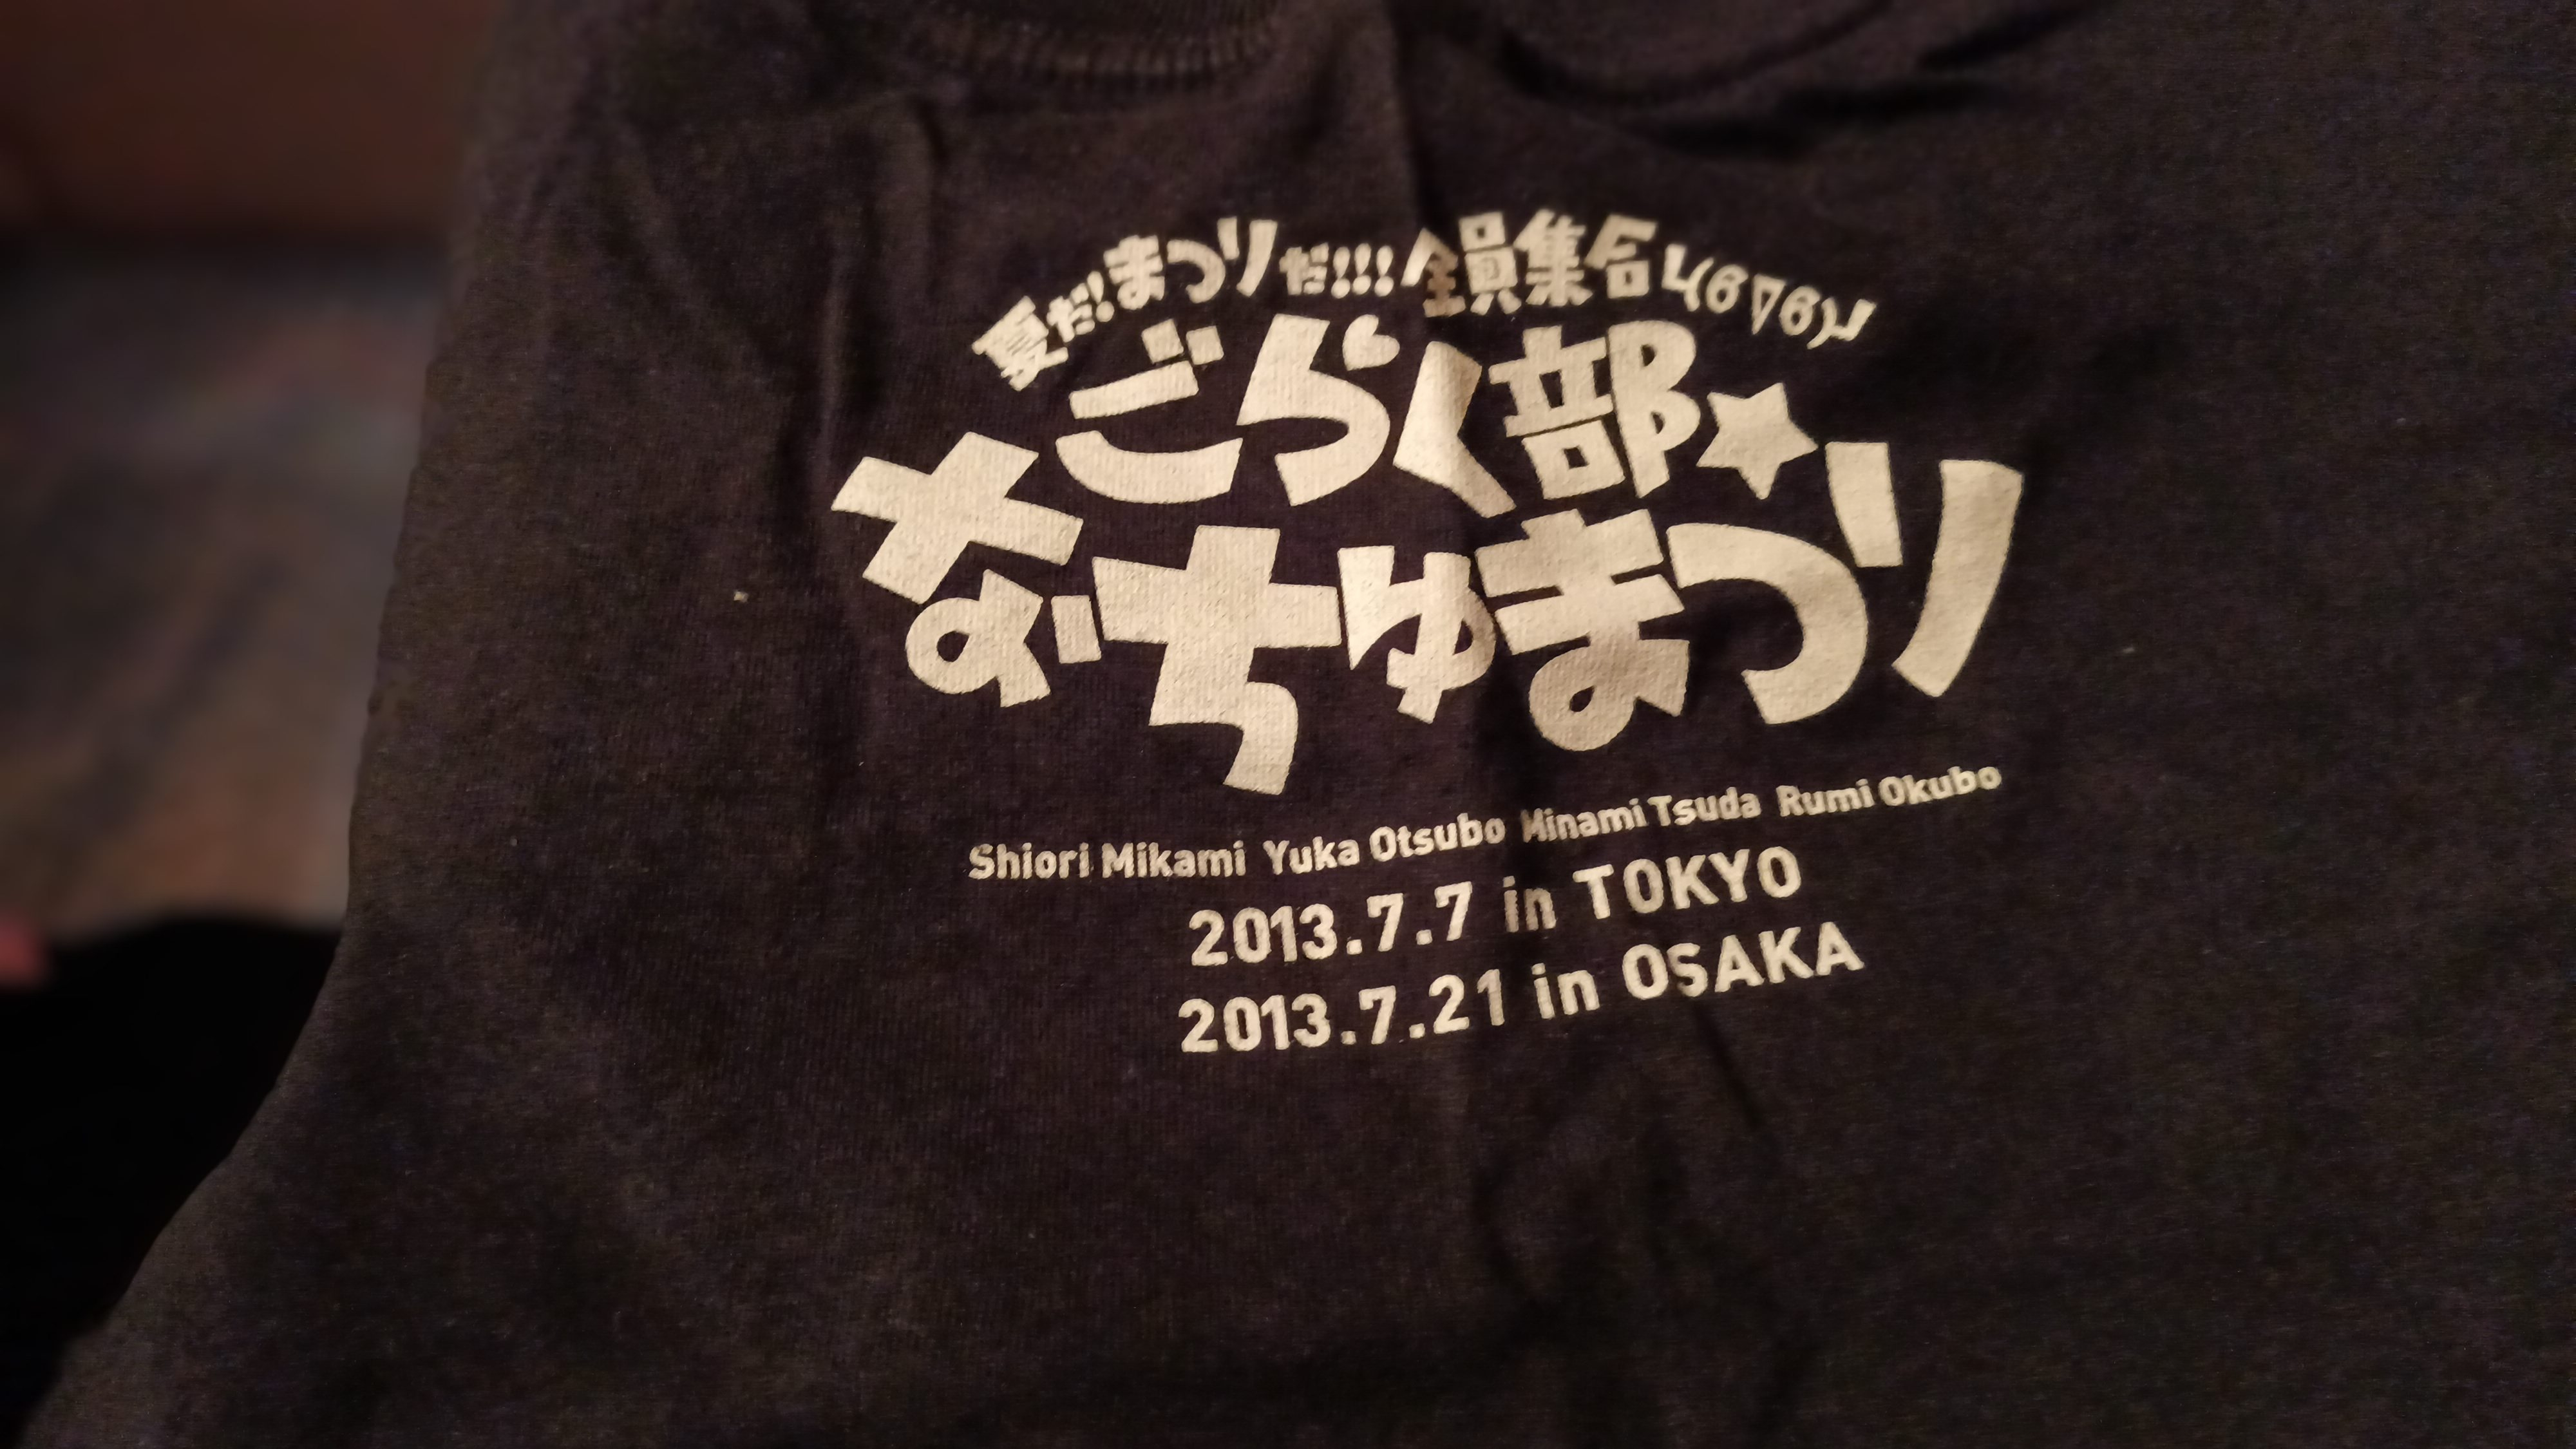 夏だ!まつりだ!!!全員集合┕(6∇6)┙
ごらく部★
なちゅまつり
Shiori Mikami Yuka Otsubo Minami Tsuda Rumi Okubo
2013.7.7 in TOKYO
2013.7.21 in OSAKA